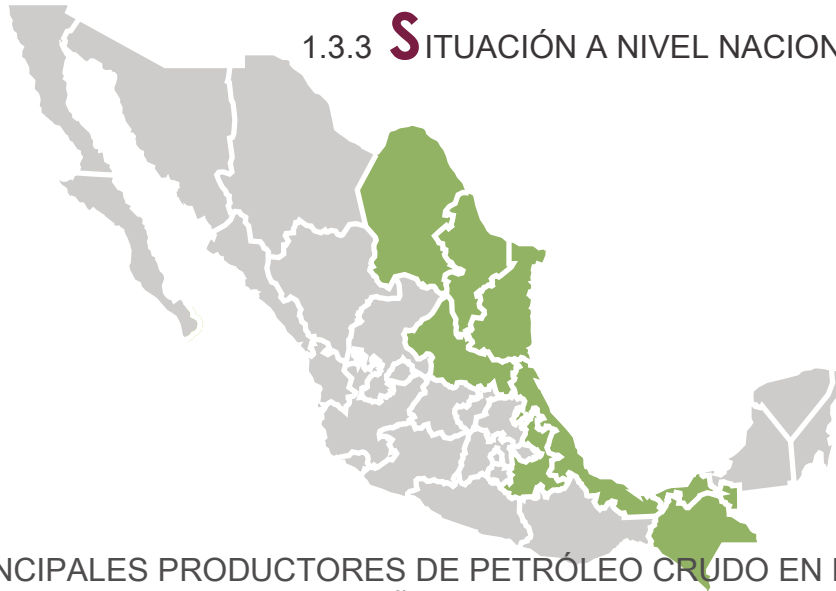 1.3.3 SITUACIÓN A NIVEL NACION
NCIPALES PRODUCTORES DE PETRÓLEO CRUDO EN